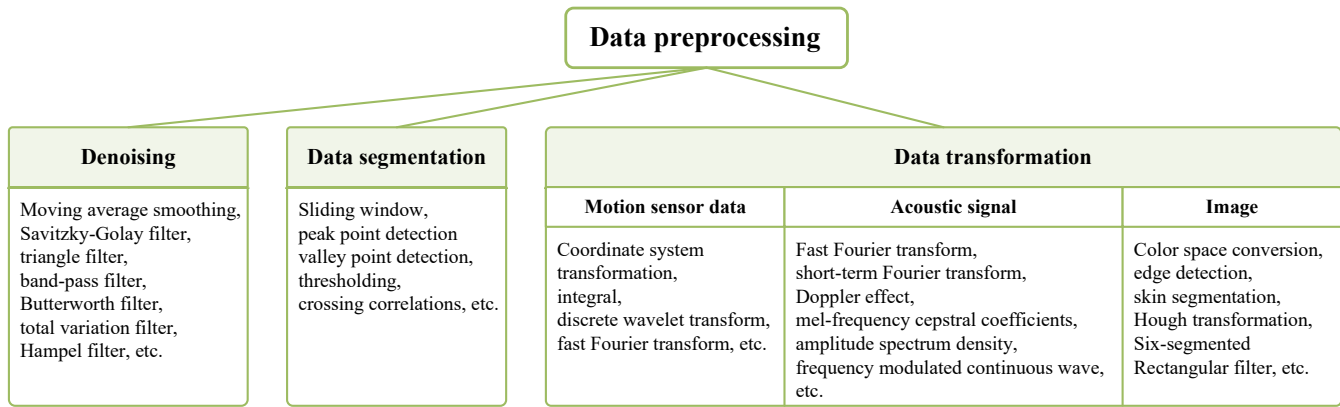 Data preprocessing
Denoising
Moving average smoothing,
Savitzky-Golay filter,
triangle filter,
band-pass filter,
Butterworth filter,
total variation filter,
Hampel filter, etc.
Data segmentation
Sliding window,
peak point detection
valley point detection,
thresholding,
crossing correlations, etc.
Data transformation
Motion sensor data
Coordinate system
transformation,
integral,
discrete wavelet transform,
fast Fourier transform, etc.
Acoustic signal
Fast Fourier transform,
short-term Fourier transform,
Doppler effect,
mel-frequency cepstral coefficients,
amplitude spectrum density,
frequency modulated continuous wave,
etc.
Image
Color space conversion,
edge detection,
skin segmentation,
Hough transformation,
Six-segmented
Rectangular filter, etc.